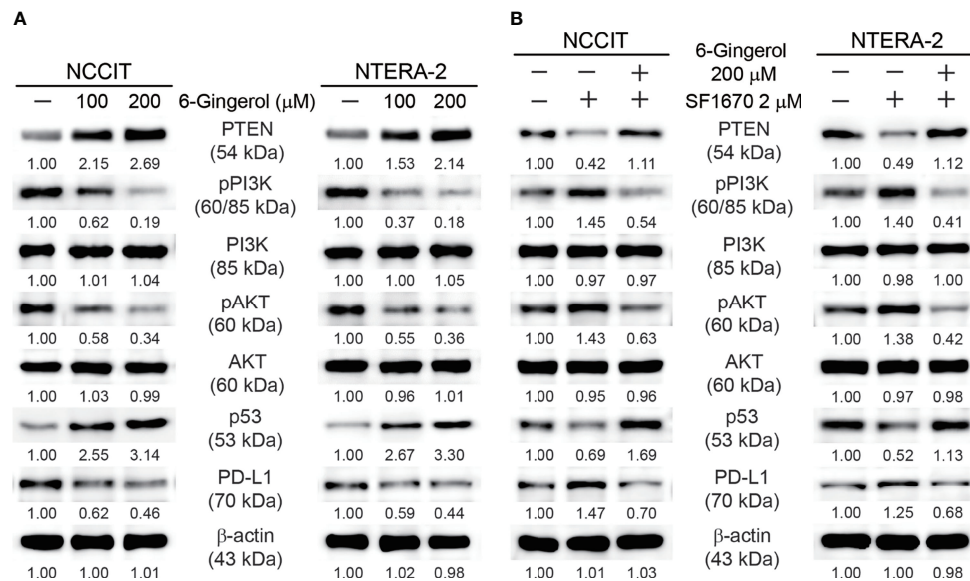 A
NCCIT NTERA-2
— 100 200 6-Gingerol (μM) — 100 200
PTEN
(54 kDa)
1.00 2.15 2.69 1.00 1.53 2.14
pPI3K
(60/85 kDa)
1.00 0.62 0.19 1.00 0.37 0.18
PI3K
(85 kDa)
1.00 1.01 1.04 1.00 1.00 1.05
pAKT
(60 kDa)
1.00 0.58 0.34 1.00 0.55 0.36
AKT
(60 kDa)
1.00 1.03 0.99 1.00 0.96 1.01
p53
(53 kDa)
1.00 2.55 3.14 1.00 2.67 3.30
PD-L1
(70 kDa)
1.00 0.62 0.46 1.00 0.59 0.44
β-actin
(43 kDa)
1.00 1.00 1.01 1.00 1.02 0.98
B
NCCIT NTERA-2
6-Gingerol
— — + 200 μM — — +
— + + SF1670 2 μM — + +
PTEN
(54 kDa)
1.00 0.42 1.11 1.00 0.49 1.12
pPI3K
(60/85 kDa)
1.00 1.45 0.54 1.00 1.40 0.41
PI3K
(85 kDa)
1.00 0.97 0.97 1.00 0.98 1.00
pAKT
(60 kDa)
1.00 1.43 0.63 1.00 1.38 0.42
AKT
(60 kDa)
1.00 0.95 0.96 1.00 0.97 0.98
p53
(53 kDa)
1.00 0.69 1.69 1.00 0.52 1.13
PD-L1
(70 kDa)
1.00 1.47 0.70 1.00 1.25 0.68
β-actin
(43 kDa)
1.00 1.01 1.03 1.00 1.00 0.98